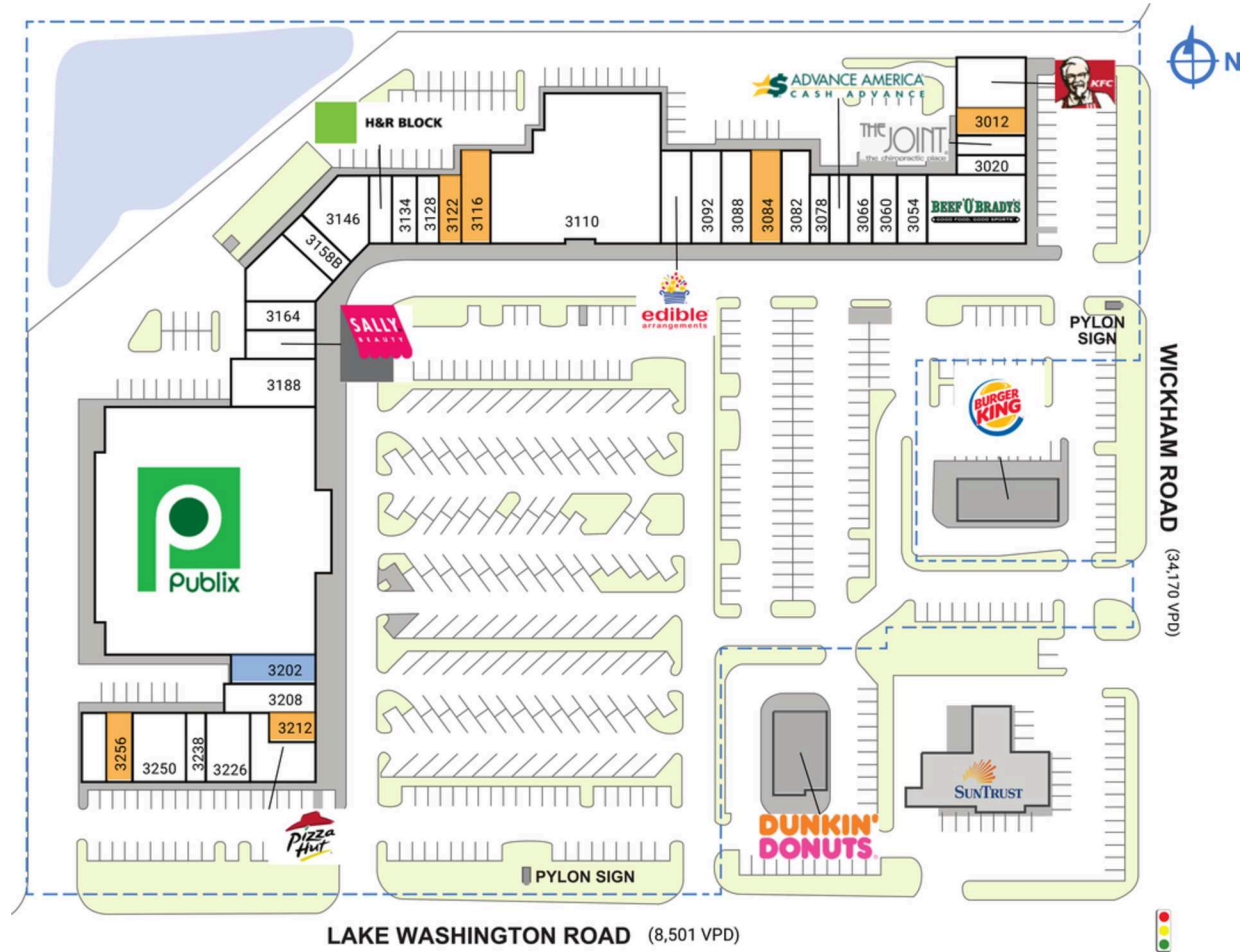 N
ADVANCE AMERICA
CASH ADVANCE
KFC
H&R BLOCK
THE JOINT
...the chiropractic place
3012
3020
BEEF 'O' BRADY'S
GOOD FOOD. GOOD SPORTS
3146
3134
3128
3122
3116
3110
3092
3088
3084
3082
3078
3066
3060
3054
3158B
3164
SALLY
BEAUTY
edible
arrangements
PYLON
SIGN
3188
BURGER
KING
WICKHAM ROAD
(34,170 VPD)
Publix
3202
3208
3212
3256
3250
3238
3226
Pizza
Hut
SUNTRUST
DUNKIN'
DONUTS
PYLON SIGN
LAKE WASHINGTON ROAD (8,501 VPD)